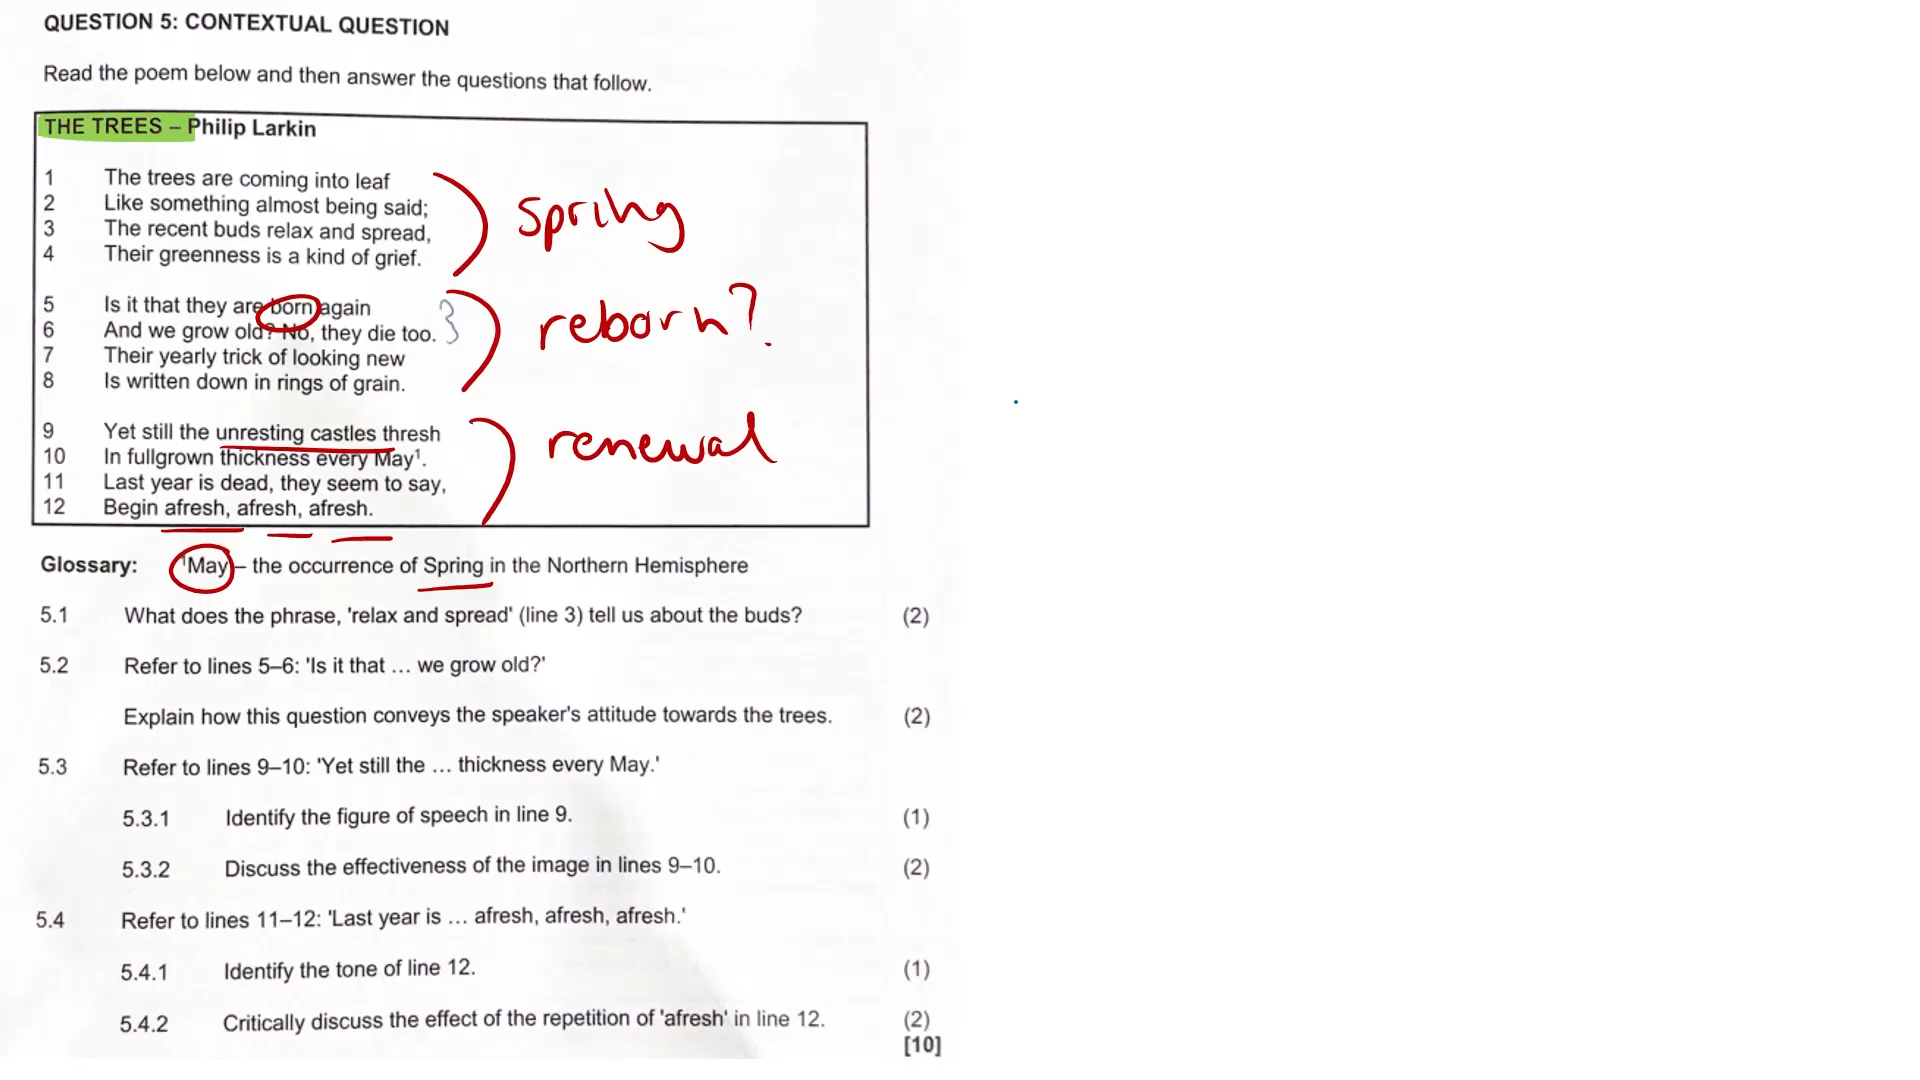 QUESTION 5: CONTEXTUAL QUESTION
Read the poem below and then answer the questions that follow.
THE TREES – Philip Larkin
1 The trees are coming into leaf
2 Like something almost being said;
3 The recent buds relax and spread,
4 Their greenness is a kind of grief.
spring
5 Is it that they are born again
6 And we grow old? No, they die too.
7 Their yearly trick of looking new
8 Is written down in rings of grain.
reborn?
9 Yet still the unresting castles thresh
10 In fullgrown thickness every May¹.
11 Last year is dead, they seem to say,
12 Begin afresh, afresh, afresh.
renewal
Glossary: ¹May – the occurrence of Spring in the Northern Hemisphere
5.1 What does the phrase, 'relax and spread' (line 3) tell us about the buds? (2)
5.2 Refer to lines 5–6: 'Is it that ... we grow old?'
Explain how this question conveys the speaker's attitude towards the trees. (2)
5.3 Refer to lines 9–10: 'Yet still the ... thickness every May.'
5.3.1 Identify the figure of speech in line 9. (1)
5.3.2 Discuss the effectiveness of the image in lines 9–10. (2)
5.4 Refer to lines 11–12: 'Last year is ... afresh, afresh, afresh.'
5.4.1 Identify the tone of line 12. (1)
5.4.2 Critically discuss the effect of the repetition of 'afresh' in line 12. (2)
[10]